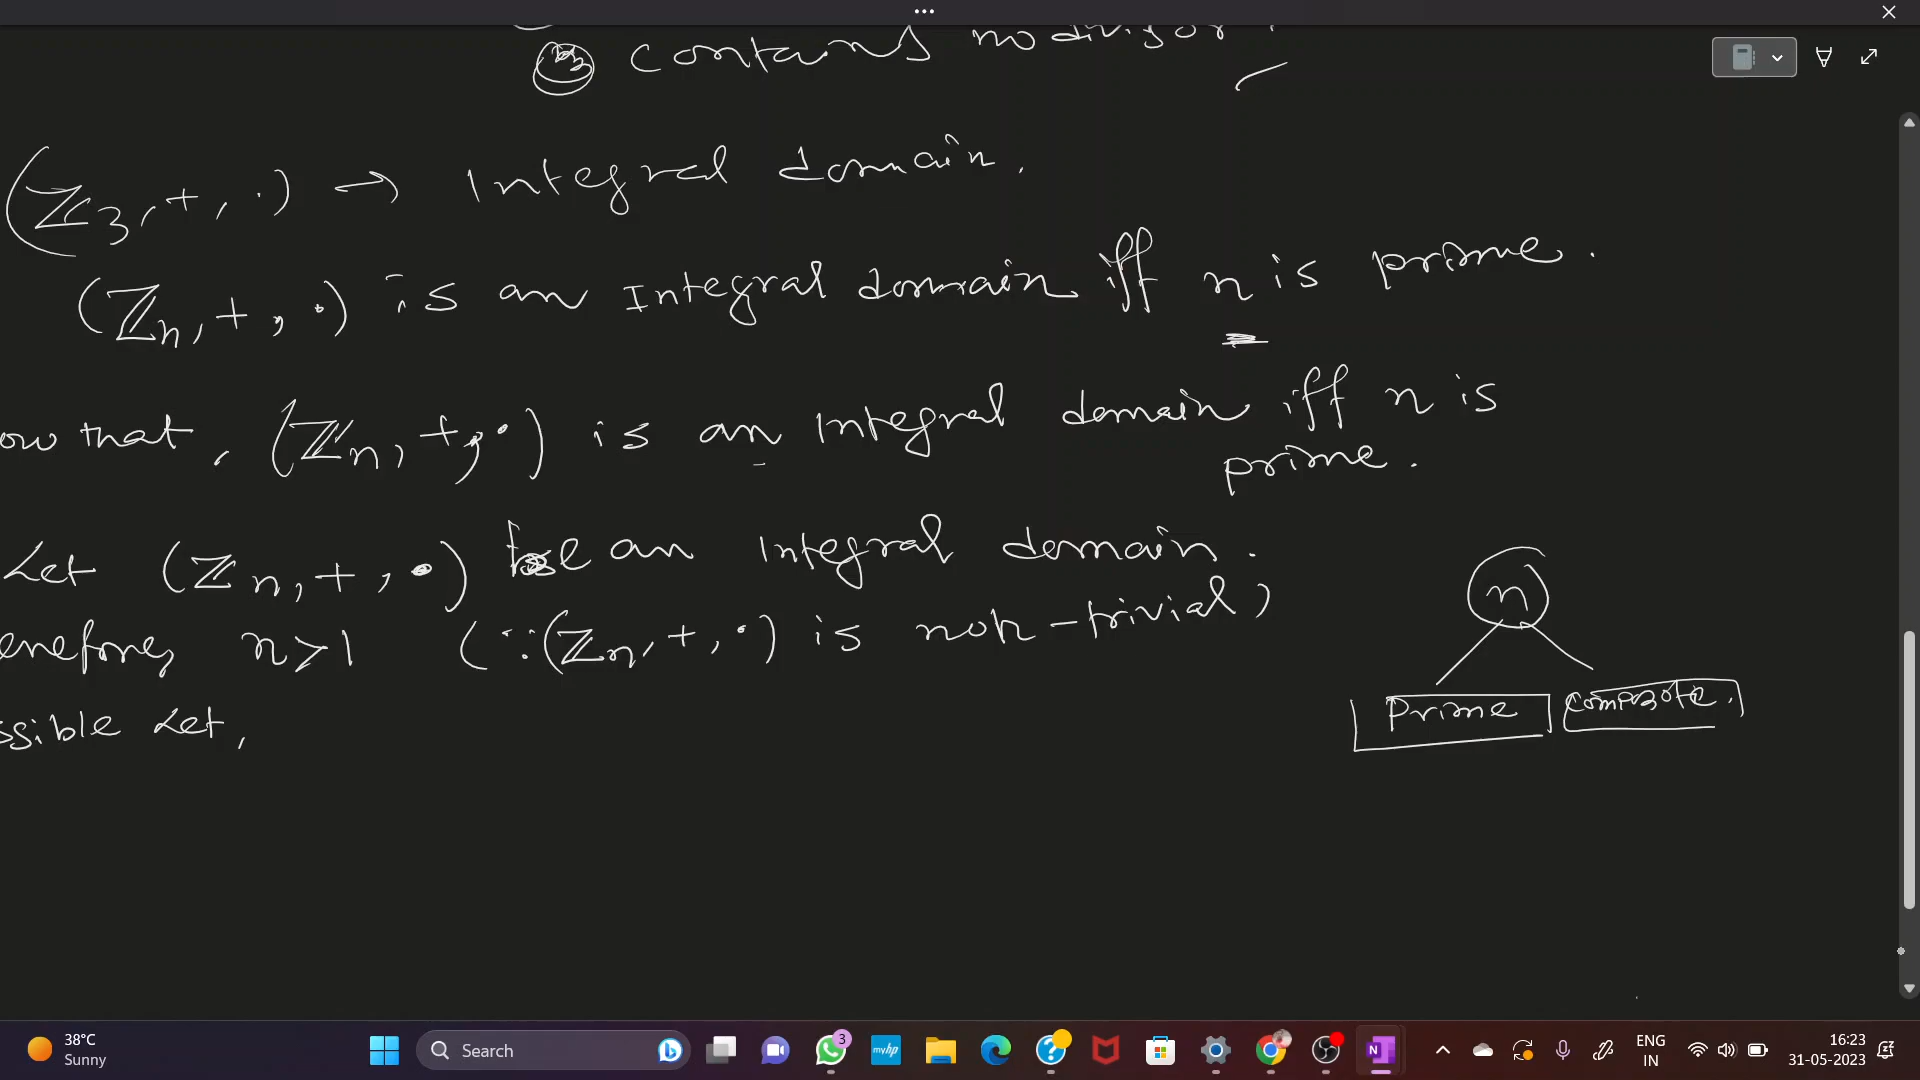 contains no divisor.
(ℤ3, +, ·) → Integral domain.
(ℤn, +, ·) is an Integral domain iff n is prime.
ow that, (ℤn, +, ·) is an Integral domain iff n is
prime.
Let (ℤn, +, ·) be an Integral domain.
erefore, n>1 (∵ (ℤn, +, ·) is non-trivial)
ssible Let,
n
Prime composite.
38°C
Sunny
Search
3
myhp
N
ENG
IN
16:23
31-05-2023